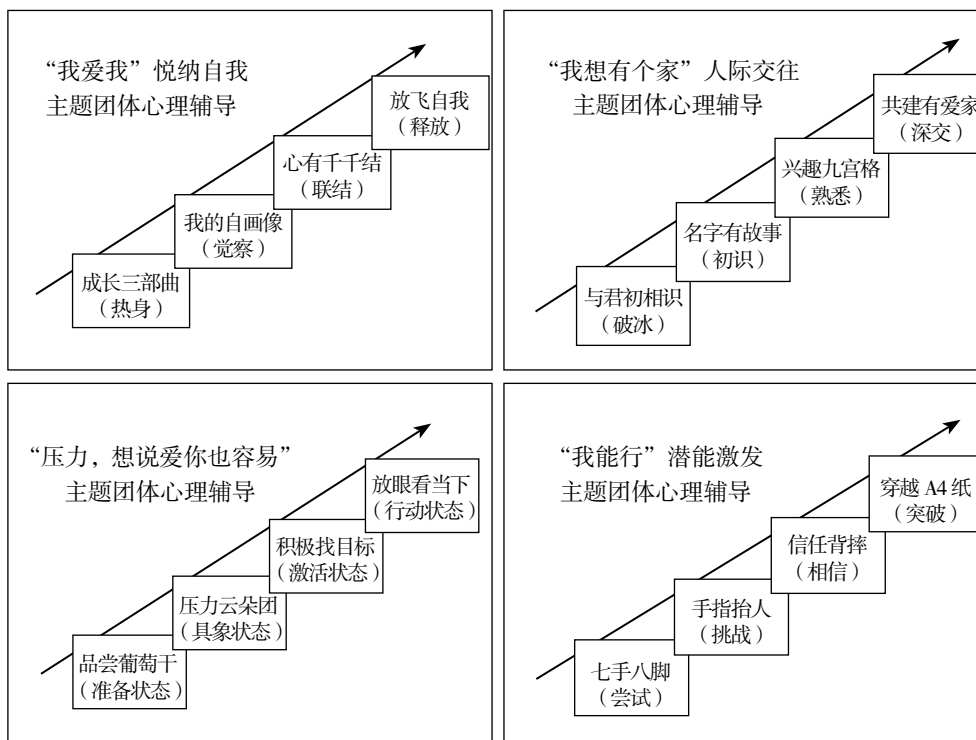 “我爱我”悦纳自我
主题团体心理辅导
放飞自我
（释放）
心有千千结
（联结）
我的自画像
（觉察）
成长三部曲
（热身）
“我想有个家”人际交往
主题团体心理辅导
共建有爱家
（深交）
兴趣九宫格
（熟悉）
名字有故事
（初识）
与君初相识
（破冰）
“压力，想说爱你也容易”
主题团体心理辅导
放眼看当下
（行动状态）
积极找目标
（激活状态）
压力云朵团
（具象状态）
品尝葡萄干
（准备状态）
“我能行”潜能激发
主题团体心理辅导
穿越 A4 纸
（突破）
信任背摔
（相信）
手指抬人
（挑战）
七手八脚
（尝试）